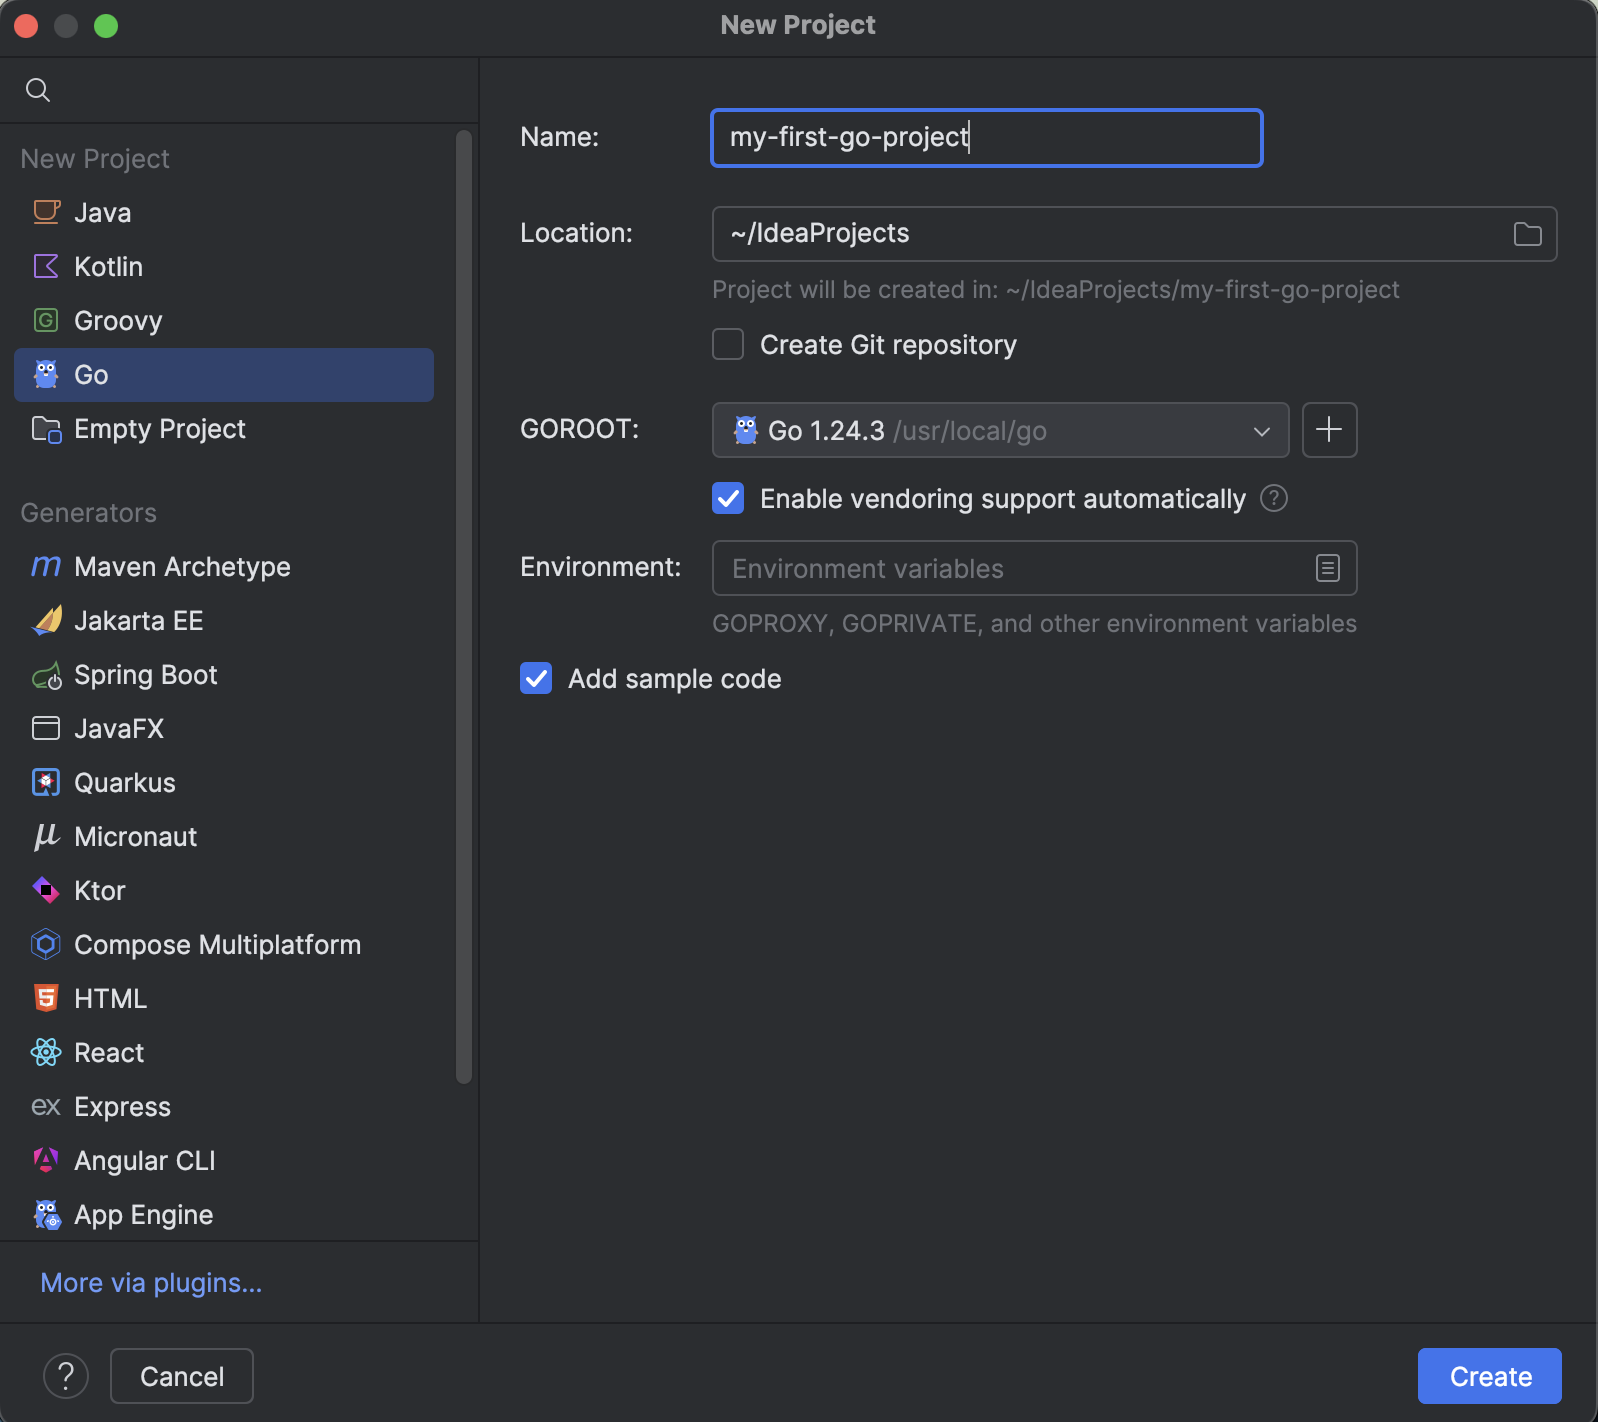 New Project
New Project
Java
Kotlin
G Groovy
Go
Empty Project
Generators
m Maven Archetype
Jakarta EE
Spring Boot
JavaFX
Quarkus
μ Micronaut
Ktor
Compose Multiplatform
5 HTML
React
ex Express
Angular CLI
App Engine
More via plugins...
Name: my-first-go-project
Location: ~/IdeaProjects
Project will be created in: ~/IdeaProjects/my-first-go-project
Create Git repository
GOROOT: Go 1.24.3 /usr/local/go
Enable vendoring support automatically ?
Environment: Environment variables
GOPROXY, GOPRIVATE, and other environment variables
Add sample code
? Cancel Create